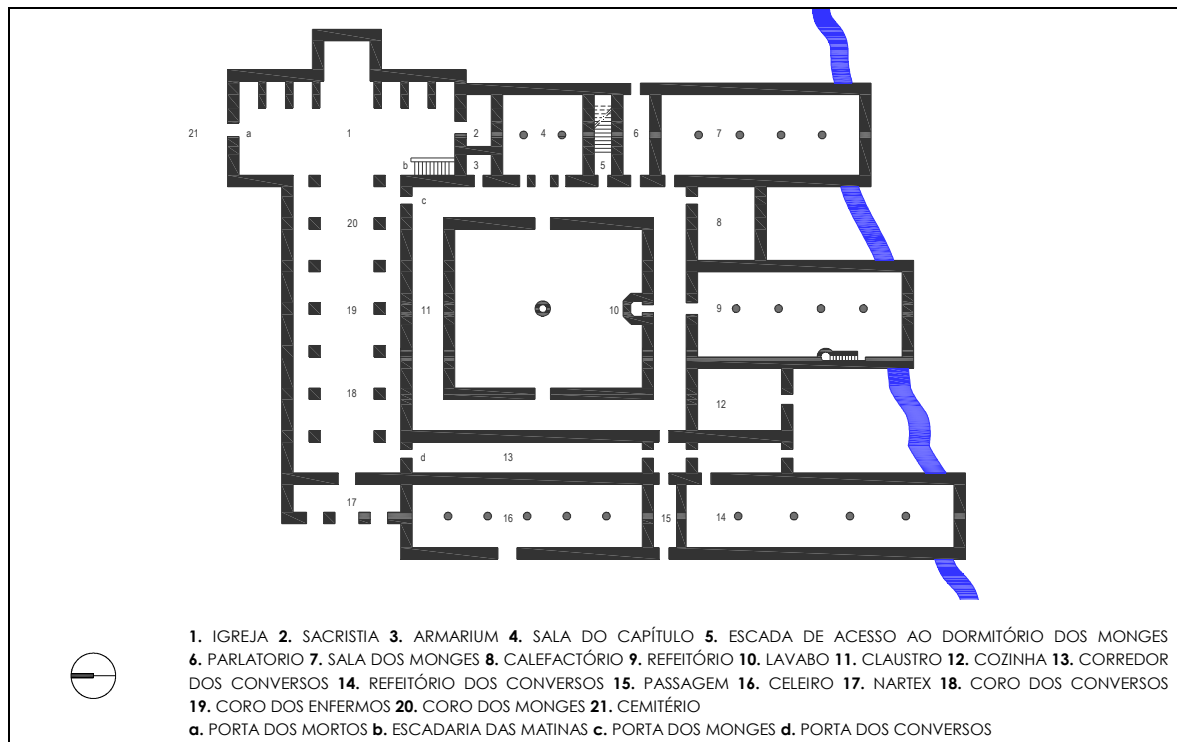 21
a
1
2
4
6
7
b
3
5
c
20
8
19
11
10
9
18
12
d
13
17
16
15
14
1. IGREJA 2. SACRISTIA 3. ARMARIUM 4. SALA DO CAPÍTULO 5. ESCADA DE ACESSO AO DORMITÓRIO DOS MONGES
6. PARLATORIO 7. SALA DOS MONGES 8. CALEFACTÓRIO 9. REFEITÓRIO 10. LAVABO 11. CLAUSTRO 12. COZINHA 13. CORREDOR
DOS CONVERSOS 14. REFEITÓRIO DOS CONVERSOS 15. PASSAGEM 16. CELEIRO 17. NARTEX 18. CORO DOS CONVERSOS
19. CORO DOS ENFERMOS 20. CORO DOS MONGES 21. CEMITÉRIO
a. PORTA DOS MORTOS b. ESCADARIA DAS MATINAS c. PORTA DOS MONGES d. PORTA DOS CONVERSOS